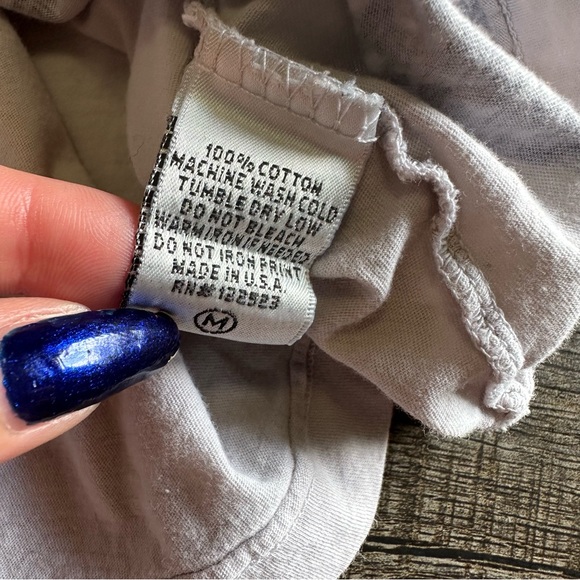 100% COTTON
MACHINE WASH COLD
TUMBLE DRY LOW
DO NOT BLEACH
WARM IRON IF NEEDED
DO NOT IRON PRINT
MADE IN U.S.A
RN# 122523
M